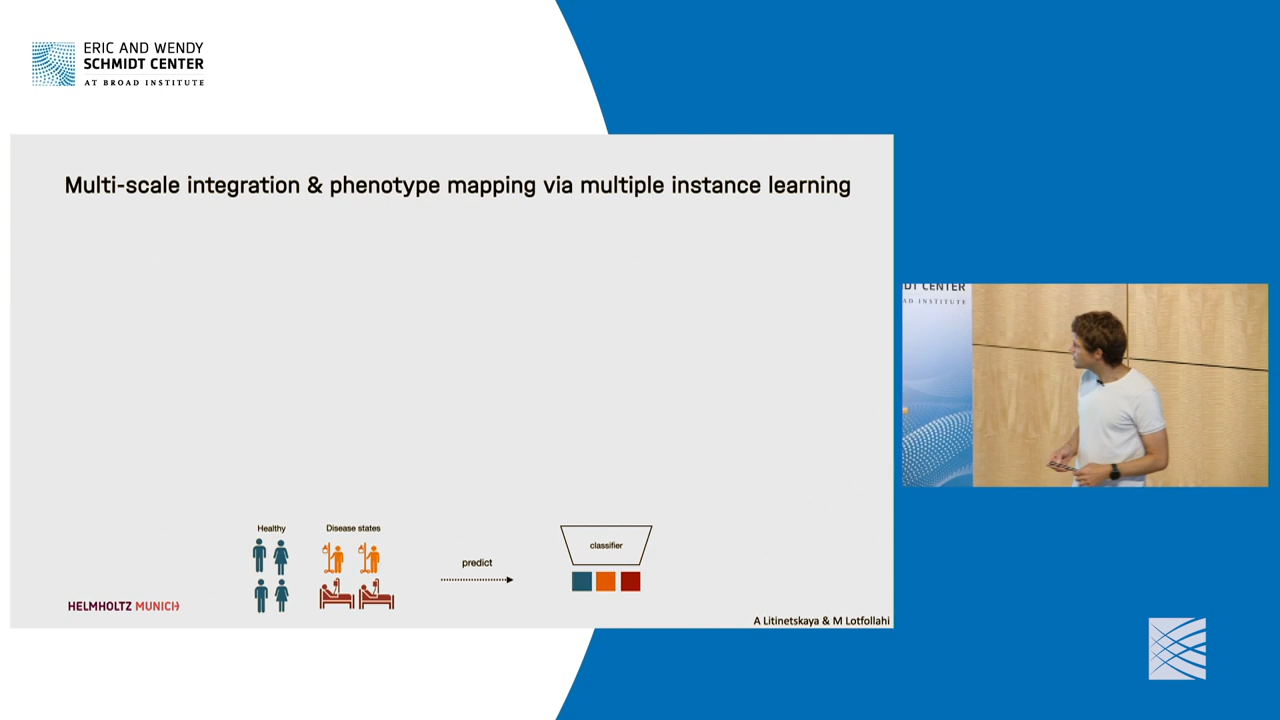 ERIC AND WENDY
SCHMIDT CENTER
AT BROAD INSTITUTE
Multi-scale integration & phenotype mapping via multiple instance learning
DT CENTER
AD INSTITUTE
Healthy
Disease states
classifier
predict
HELMHOLTZ MUNICH
A Litinetskaya & M Lotfollahi